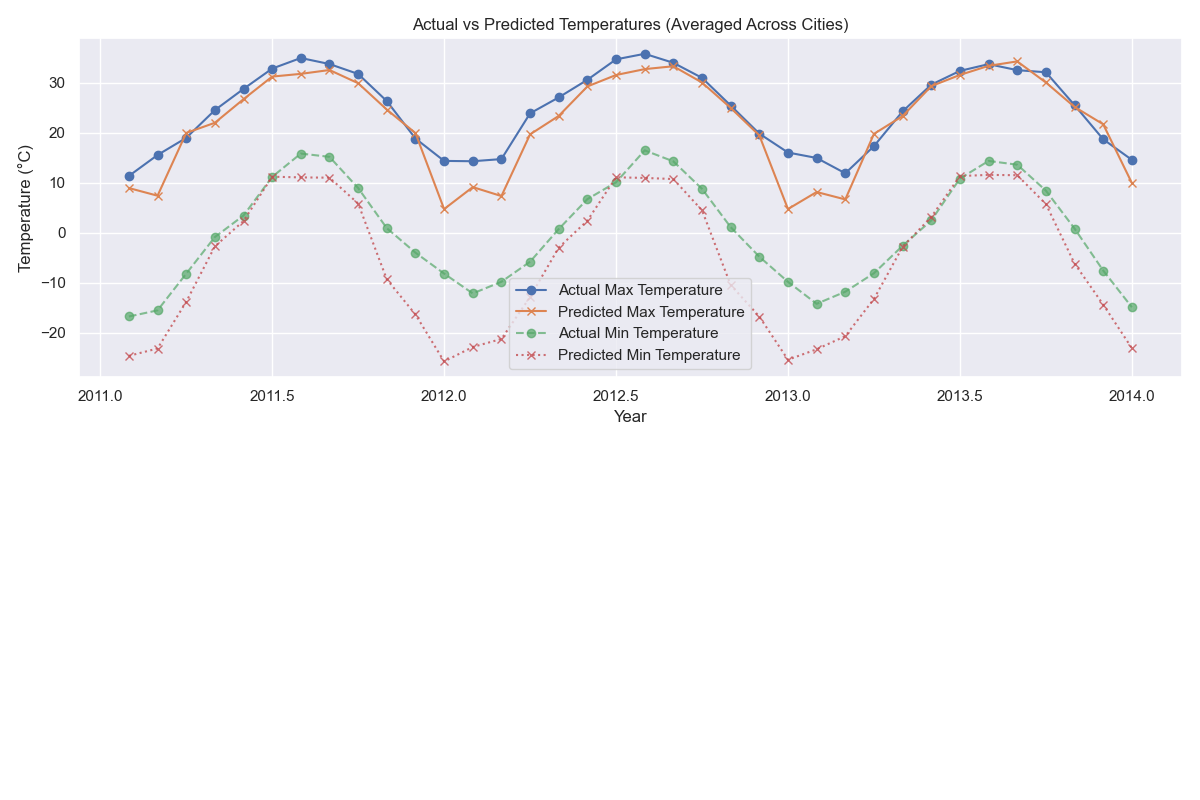 Actual vs Predicted Temperatures (Averaged Across Cities)
Temperature (°C)
30
20
10
0
−10
−20
Actual Max Temperature
Predicted Max Temperature
Actual Min Temperature
Predicted Min Temperature
2011.0 2011.5 2012.0 2012.5 2013.0 2013.5 2014.0
Year